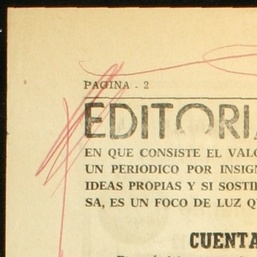 PAGINA - 2
EDITORIA
EN QUE CONSISTE EL VALO
UN PERIODICO POR INSIGN
IDEAS PROPIAS Y SI SOSTI
SA, ES UN FOCO DE LUZ Q
CUENTA